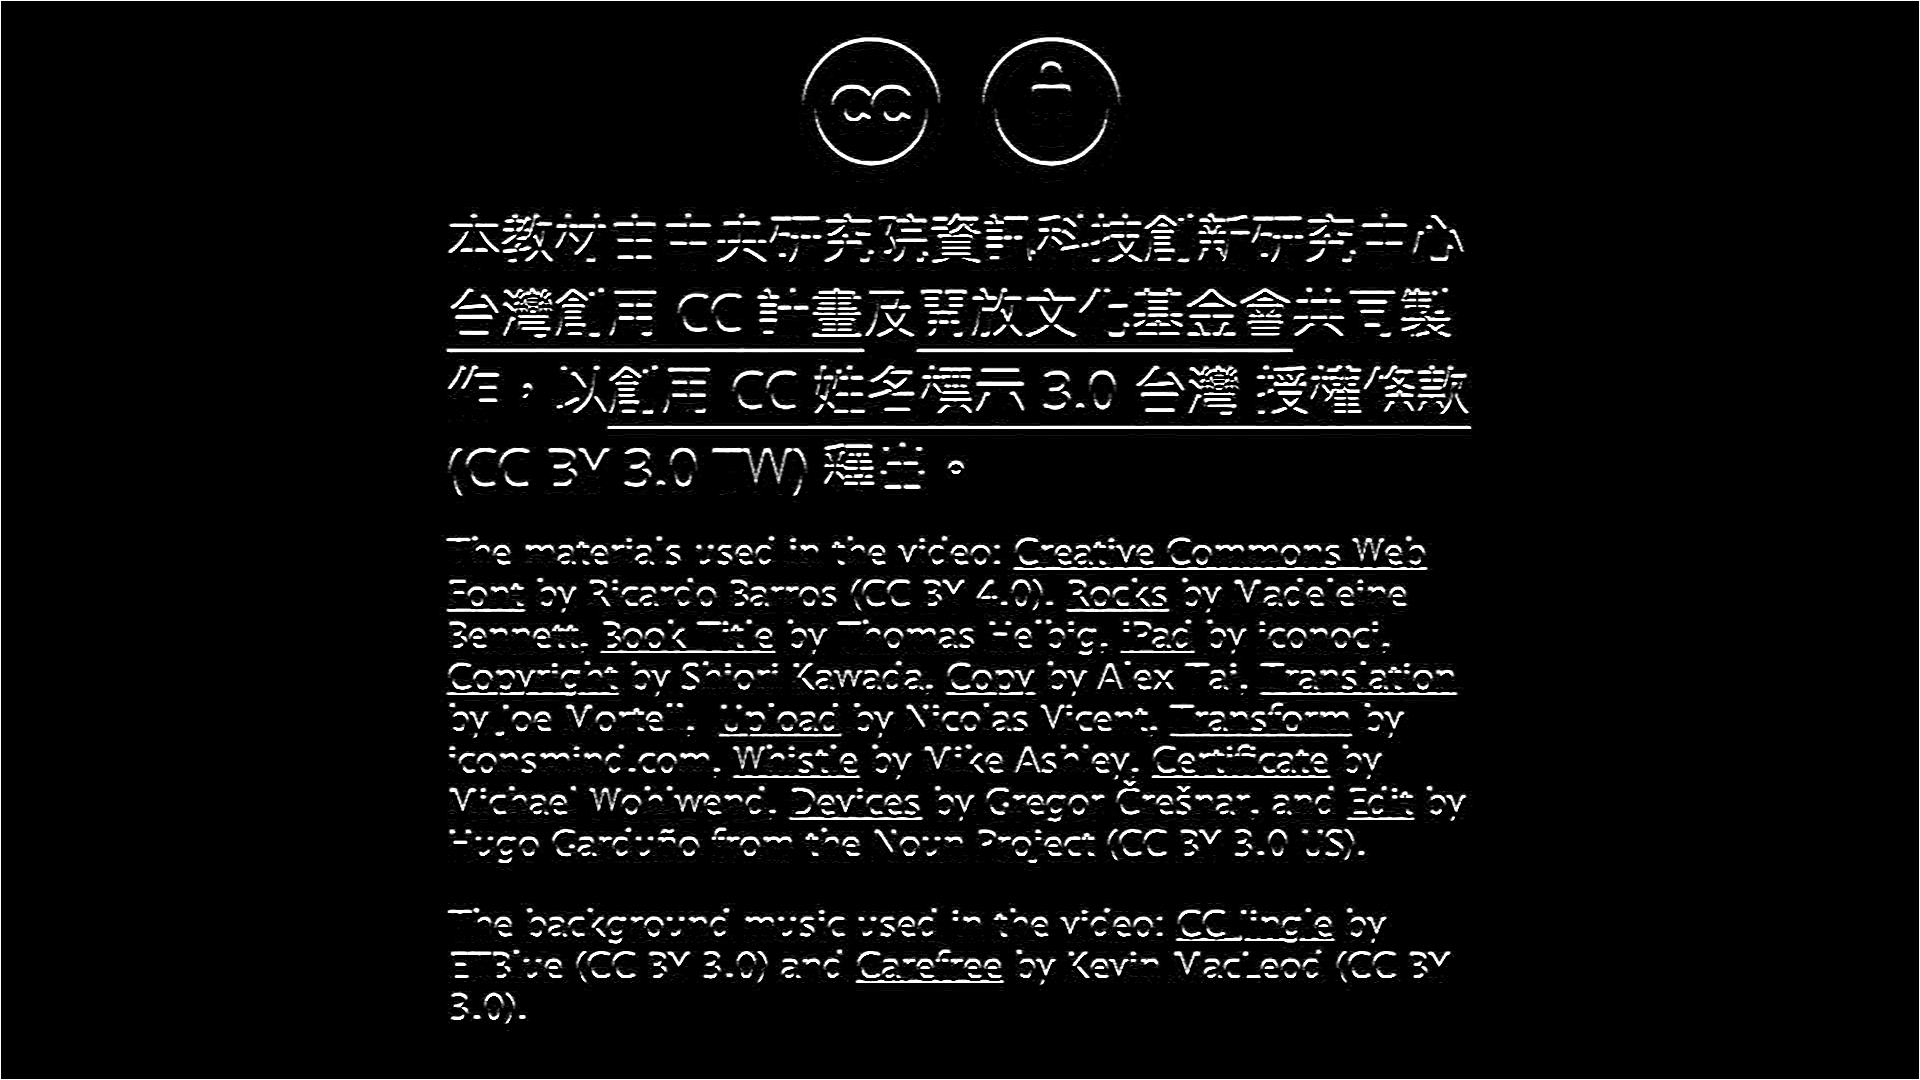 cc
本教材由中央研究院資訊科技創新研究中心
台灣創用 CC 計畫及開放文化基金會共同製
作，以創用 CC 姓名標示 3.0 台灣 授權條款
(CC BY 3.0 TW) 釋出。
The materials used in the video: Creative Commons Web
Font by Ricardo Barros (CC BY 4.0). Rocks by Madeleine
Bennett, Book Title by Thomas Helbig, iPad by iconoci,
Copyright by Shiori Kawada, Copy by Alex Tai, Translation
by Joe Mortell, Upload by Nicolas Vicent, Transform by
iconsmind.com, Whistle by Mike Ashley, Certificate by
Michael Wohlwend, Devices by Gregor Črešnar, and Edit by
Hugo Garduño from the Noun Project (CC BY 3.0 US).
The background music used in the video: CC Jingle by
ETBlue (CC BY 3.0) and Carefree by Kevin MacLeod (CC BY
3.0).